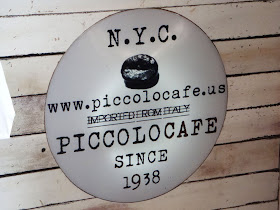 N.Y.C.
www.piccolocafe.us
IMPORTED FROM ITALY
PICCOLOCAFE
SINCE
1938